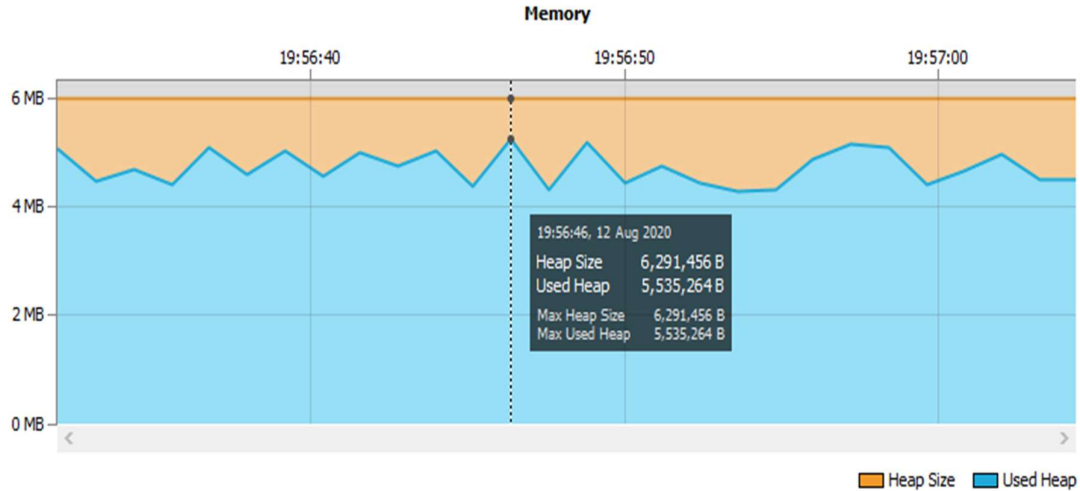 Memory
19:56:40 19:56:50 19:57:00
6 MB
4 MB
19:56:46, 12 Aug 2020
Heap Size 6,291,456 B
Used Heap 5,535,264 B
Max Heap Size 6,291,456 B
2 MB
Max Used Heap 5,535,264 B
0 MB
Heap Size Used Heap